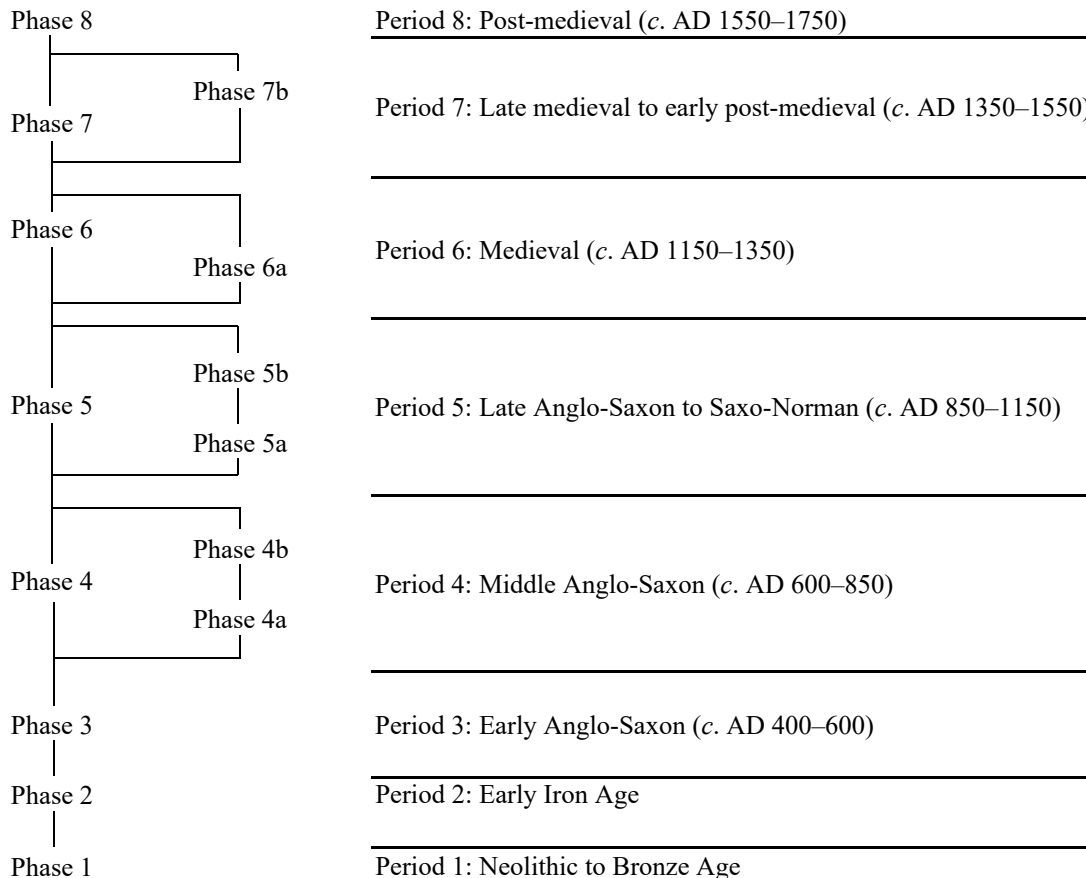 Phase 8 Period 8: Post-medieval (c. AD 1550–1750)
Phase 7b
Period 7: Late medieval to early post-medieval (c. AD 1350–1550)
Phase 7
Phase 6
Period 6: Medieval (c. AD 1150–1350)
Phase 6a
Phase 5b
Phase 5 Period 5: Late Anglo-Saxon to Saxo-Norman (c. AD 850–1150)
Phase 5a
Phase 4b
Phase 4 Period 4: Middle Anglo-Saxon (c. AD 600–850)
Phase 4a
Phase 3 Period 3: Early Anglo-Saxon (c. AD 400–600)
Phase 2 Period 2: Early Iron Age
Phase 1 Period 1: Neolithic to Bronze Age